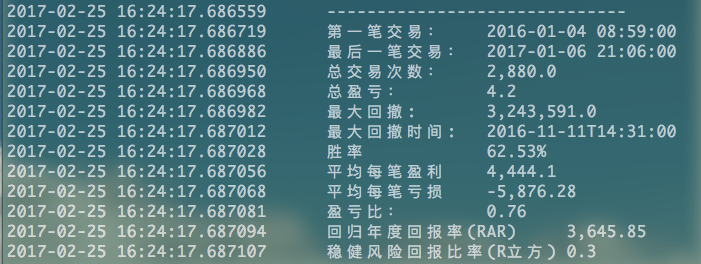 2017-02-25 16:24:17.686559 ------------------------------
2017-02-25 16:24:17.686719 第一笔交易： 2016-01-04 08:59:00
2017-02-25 16:24:17.686886 最后一笔交易： 2017-01-06 21:06:00
2017-02-25 16:24:17.686950 总交易次数： 2,880.0
2017-02-25 16:24:17.686968 总盈亏： 4.2
2017-02-25 16:24:17.686982 最大回撤: 3,243,591.0
2017-02-25 16:24:17.687012 最大回撤时间: 2016-11-11T14:31:00
2017-02-25 16:24:17.687028 胜率 62.53%
2017-02-25 16:24:17.687056 平均每笔盈利 4,444.1
2017-02-25 16:24:17.687068 平均每笔亏损 -5,876.28
2017-02-25 16:24:17.687081 盈亏比： 0.76
2017-02-25 16:24:17.687094 回归年度回报率(RAR) 3,645.85
2017-02-25 16:24:17.687107 稳健风险回报比率(R立方) 0.3